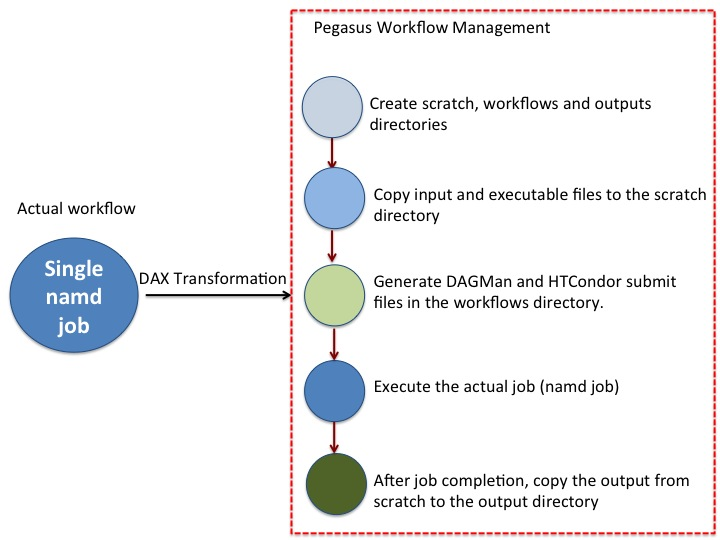 Pegasus Workflow Management
Create scratch, workflows and outputs
directories
Copy input and executable files to the scratch
directory
Actual workflow
Single
namd
job
DAX Transformation
Generate DAGMan and HTCondor submit
files in the workflows directory.
Execute the actual job (namd job)
After job completion, copy the output from
scratch to the output directory